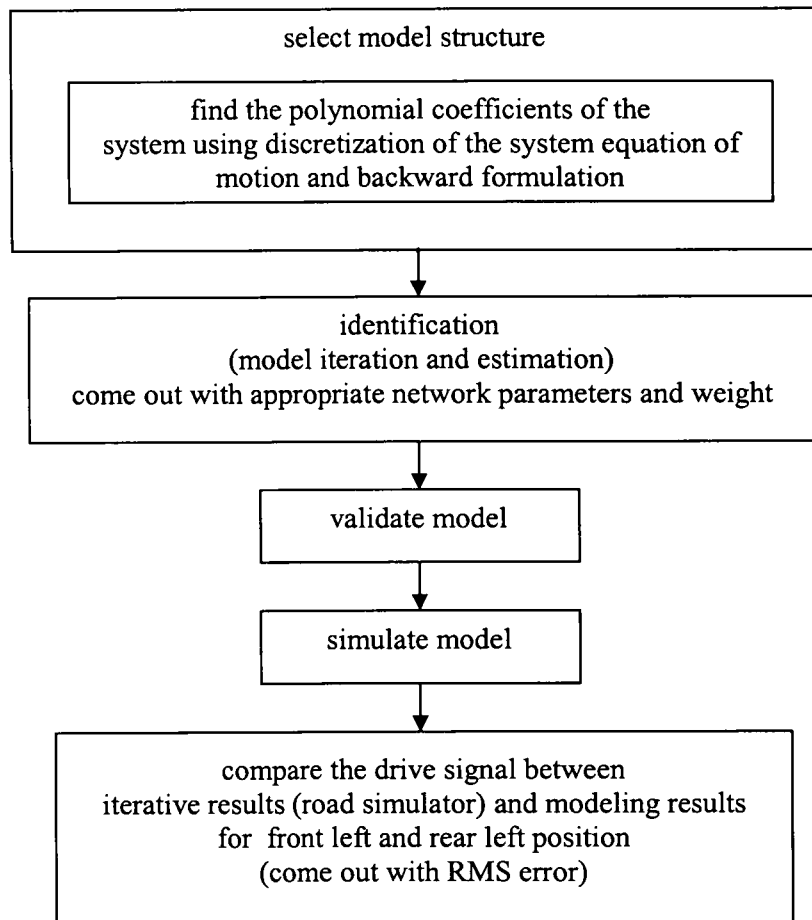 select model structure
find the polynomial coefficients of the
system using discretization of the system equation of
motion and backward formulation
identification
(model iteration and estimation)
come out with appropriate network parameters and weight
validate model
simulate model
compare the drive signal between
iterative results (road simulator) and modeling results
for front left and rear left position
(come out with RMS error)